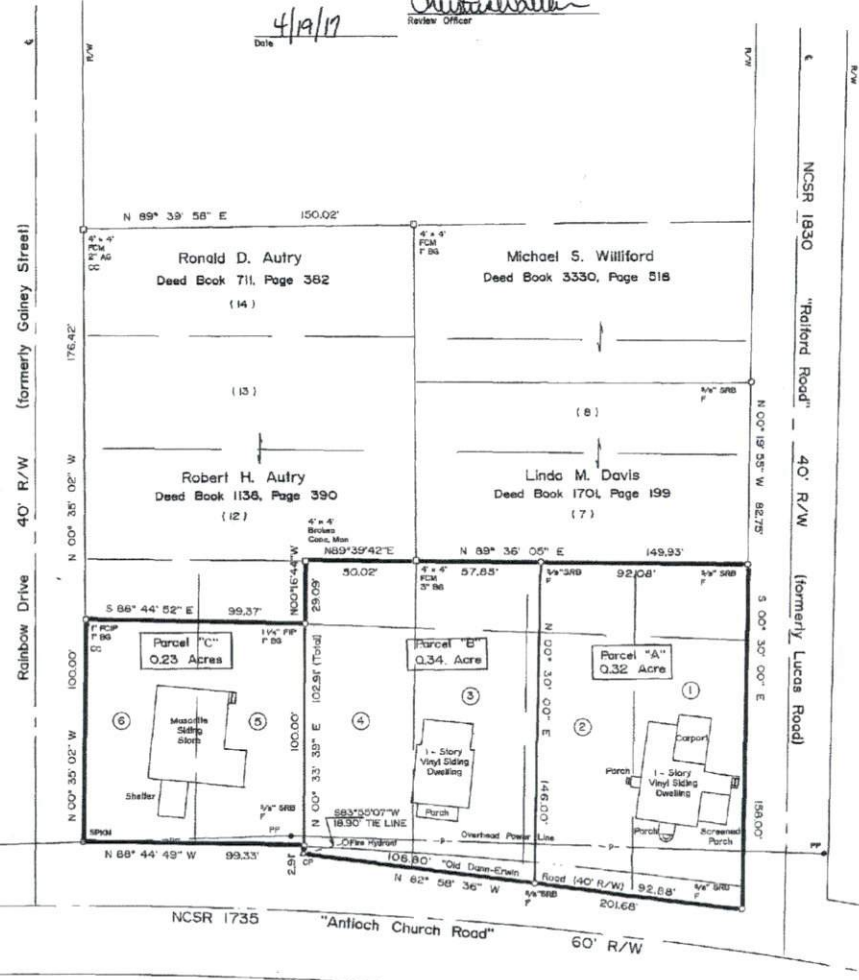 4/19/17
Date
Review Officer
R/W
R/W
R/W
Rainbow Drive 40' R/W (formerly Gainey Street)
NCSR 1830 "Ralford Road" 40' R/W (formerly Lucas Road)
N 89° 39' 58" E 150.02'
4" x 4"
FCM
2" AG
CC
Ronald D. Autry
Deed Book 711, Page 382
(14)
4" x 4"
FCM
1" BG
Michael S. Williford
Deed Book 3330, Page 518
176.42'
N 00° 35' 02" W
(13)
5/8" SRB
F
(8)
N 00° 19' 55" W 82.75'
Robert H. Autry
Deed Book 1138, Page 390
(12)
Linda M. Davis
Deed Book 1701, Page 199
(7)
4" x 4"
Broken
Conc. Mon
N89°39'42"E
50.02'
N 89° 36' 05" E 149.93'
4" x 4"
FCM
3" BG
57.85'
5/8" SRB
F
92.08'
5/8" SRB
F
N00°16'44"W
29.09'
S 88° 44' 52" E 99.37'
1" FCIP
1" BG
CC
1 1/4" FIP
1" BG
Parcel "C"
0.23 Acres
Parcel "B"
0.34. Acre
Parcel "A"
0.32 Acre
S 00° 30' 00" E
158.00'
N 00° 30' 00" E
146.00'
102.91' (Total)
100.00'
N 00° 33' 39" E
100.00'
N 00° 35' 02" W
6
5
4
3
2
1
Masonite
Siding
Store
Shelter
1 - Story
Vinyl Siding
Dwelling
Porch
Carport
Porch
1 - Story
Vinyl Siding
Dwelling
Porch
Screened
Porch
5/8" SRB
F
S83°55'07"W
18.90' TIE LINE
Fire Hydrant
Overhead Power Line
P
P
PP
PP
SPKN
N 88° 44' 49" W 99.33'
2.91'
CP
108.80' "Old Dunn-Erwin Road (40' R/W) 92.88'
N 82° 58' 36" W
5/8" SRB
F
201.68'
5/8" SRB
F
NCSR 1735 "Antioch Church Road" 60' R/W